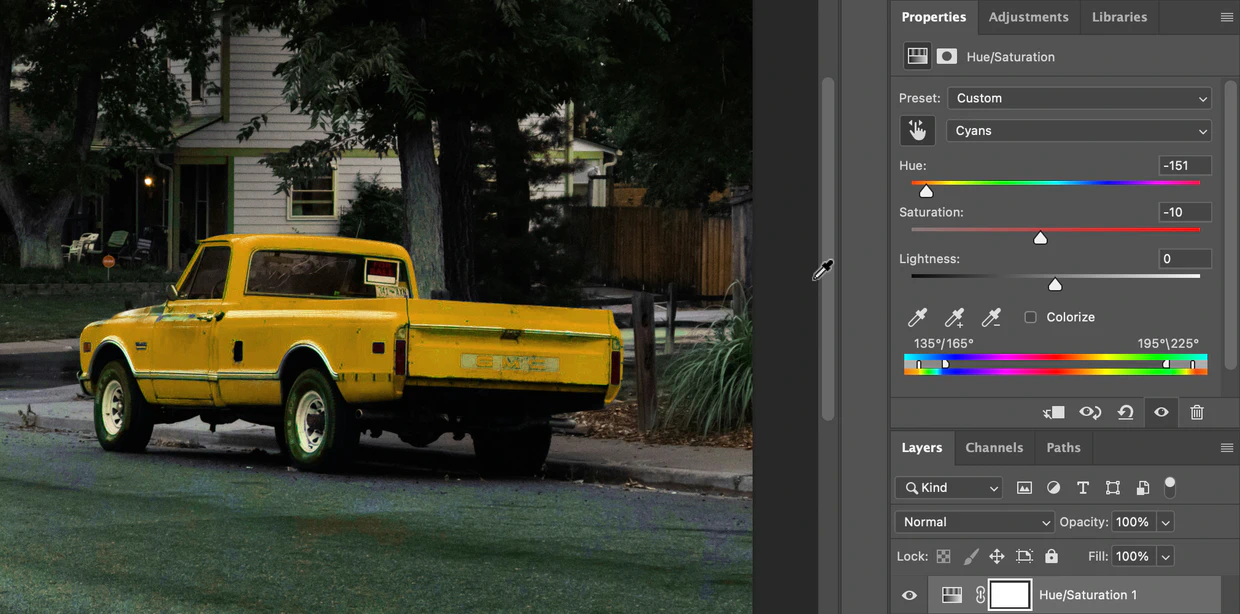 Properties Adjustments Libraries
Hue/Saturation
Preset: Custom
Cyans
Hue: -151
Saturation: -10
Lightness: 0
Colorize
135°/165° 195°\225°
GMC
Layers Channels Paths
Kind
Normal Opacity: 100%
Lock: Fill: 100%
Hue/Saturation 1